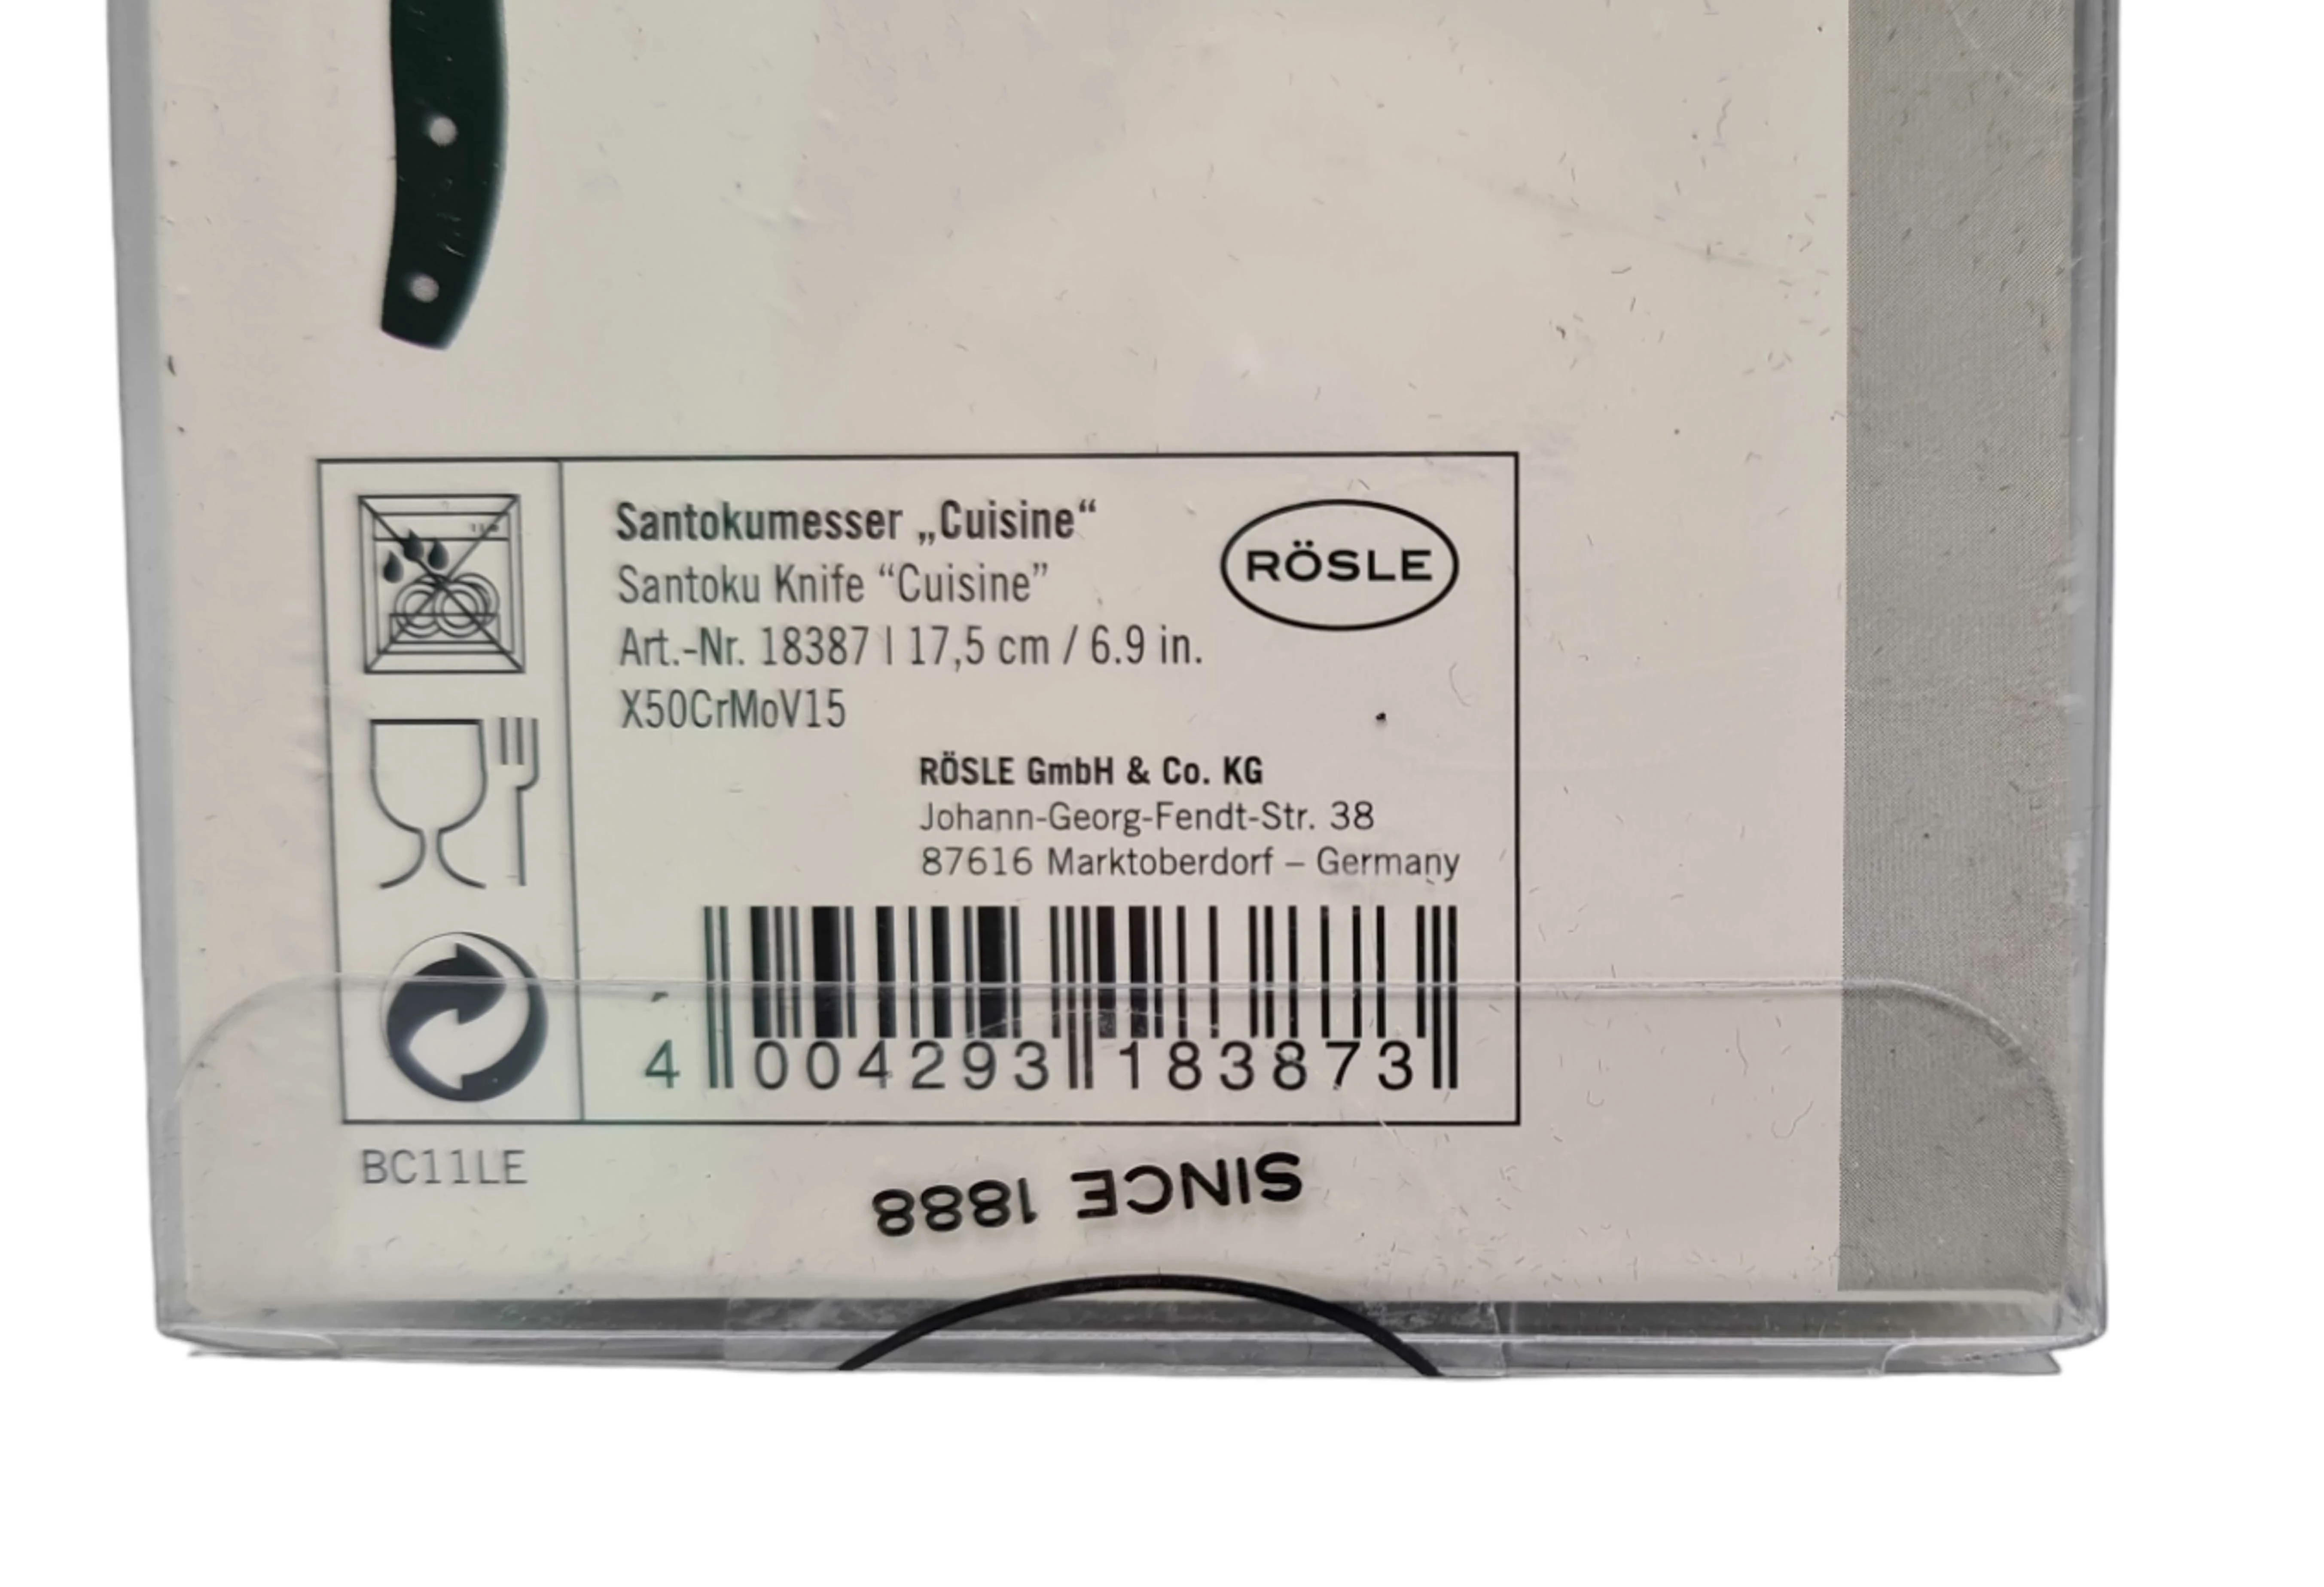 Santokumesser „Cuisine“
Santoku Knife “Cuisine”
Art.-Nr. 18387 | 17,5 cm / 6.9 in.
X50CrMoV15
RÖSLE
RÖSLE GmbH & Co. KG
Johann-Georg-Fendt-Str. 38
87616 Marktoberdorf – Germany
4 004293 183873
BC11LE
SINCE 1888